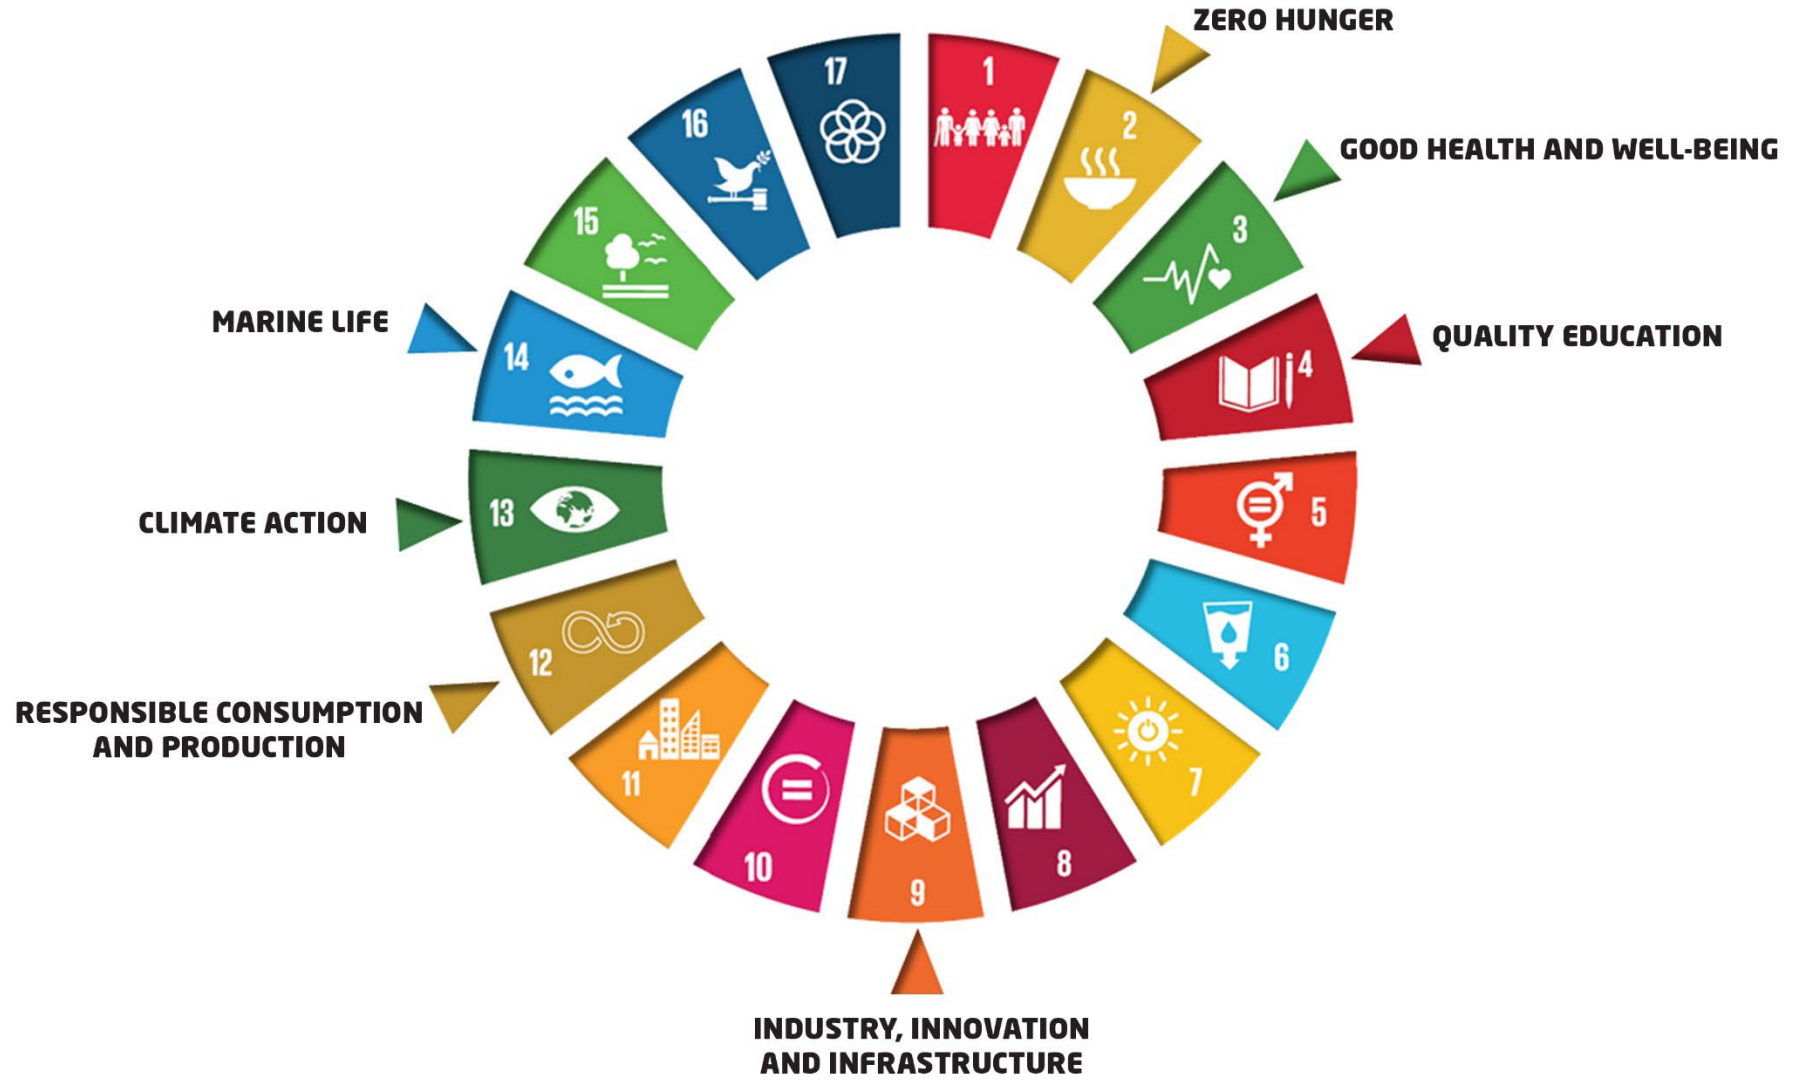 ZERO HUNGER
17
1
16
2
GOOD HEALTH AND WELL-BEING
15
3
MARINE LIFE
14
4
QUALITY EDUCATION
CLIMATE ACTION
13
5
12
6
RESPONSIBLE CONSUMPTION
AND PRODUCTION
11
7
10
8
9
INDUSTRY, INNOVATION
AND INFRASTRUCTURE